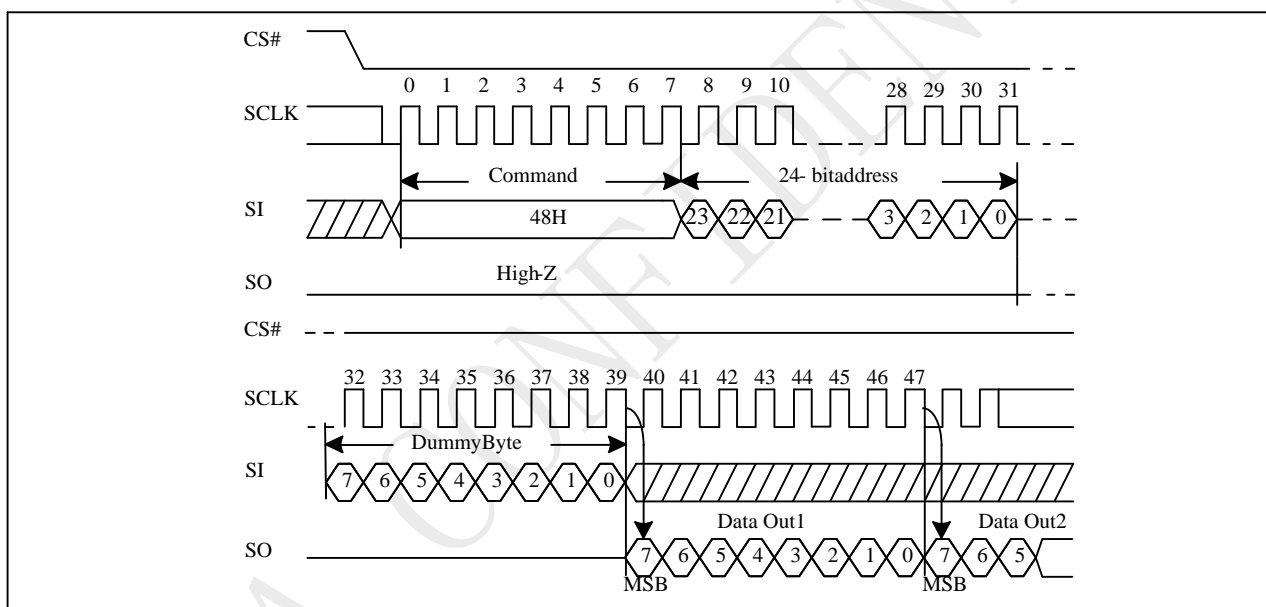 CS#
0 1 2 3 4 5 6 7 8 9 10 28 29 30 31
SCLK
Command 24- bitaddress
SI 48H 23 22 21 3 2 1 0
High-Z
SO
CS#
32 33 34 35 36 37 38 39 40 41 42 43 44 45 46 47
SCLK
DummyByte
SI 7 6 5 4 3 2 1 0
Data Out1 Data Out2
SO 7 6 5 4 3 2 1 0 7 6 5
MSB MSB
CONFIDEN